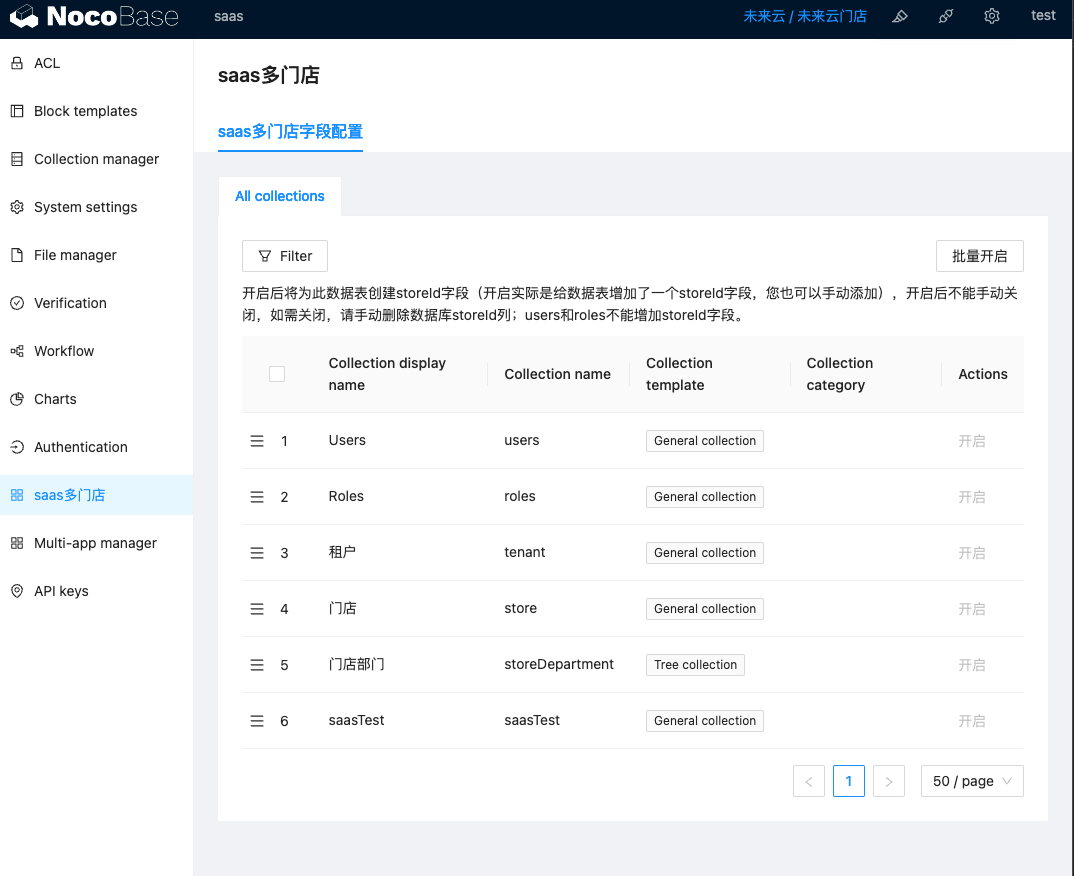 NocoBase
saas
未来云 / 未来云门店
test
ACL
Block templates
Collection manager
System settings
File manager
Verification
Workflow
Charts
Authentication
saas多门店
Multi-app manager
API keys
saas多门店
saas多门店字段配置
All collections
Filter
批量开启
开启后将为此数据表创建storeId字段（开启实际是给数据表增加了一个storeId字段，您也可以手动添加），开启后不能手动关
闭，如需关闭，请手动删除数据库storeId列；users和roles不能增加storeId字段。
Collection display
name
Collection name
Collection
template
Collection
category
Actions
1 Users users General collection 开启
2 Roles roles General collection 开启
3 租户 tenant General collection 开启
4 门店 store General collection 开启
5 门店部门 storeDepartment Tree collection 开启
6 saasTest saasTest General collection 开启
< 1 > 50 / page